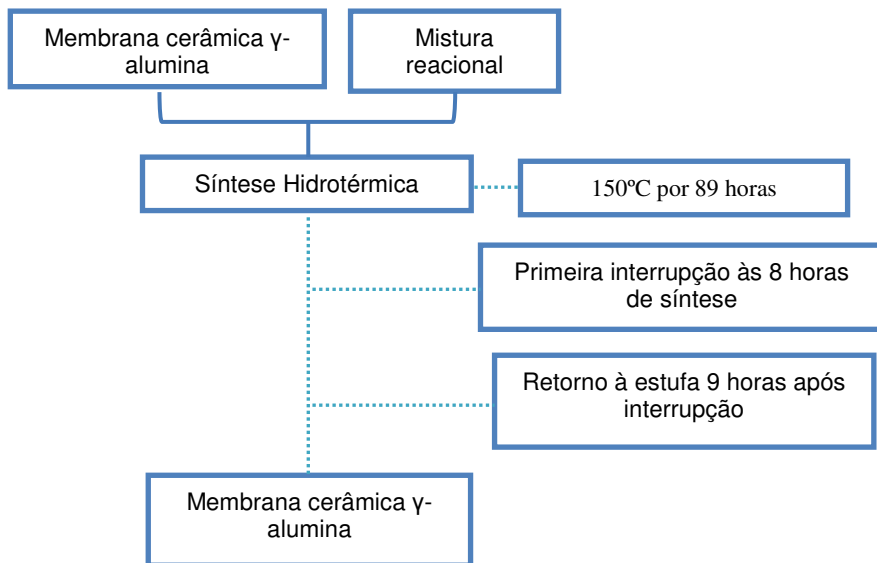 Membrana cerâmica γ-
alumina
Mistura
reacional
Síntese Hidrotérmica
150ºC por 89 horas
Primeira interrupção às 8 horas
de síntese
Retorno à estufa 9 horas após
interrupção
Membrana cerâmica γ-
alumina